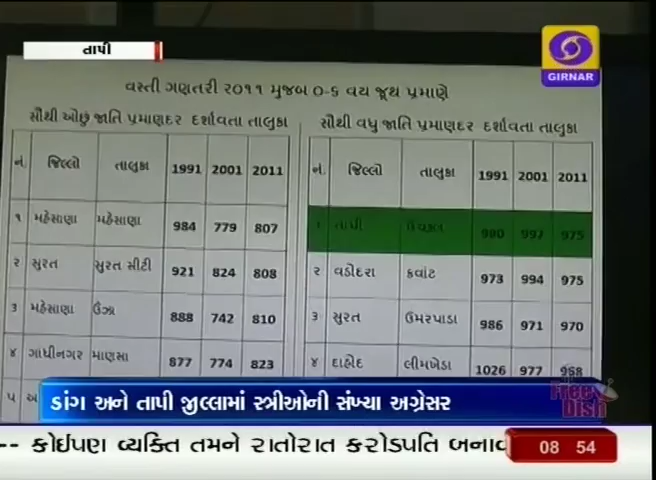 તાપી
GIRNAR
વસ્તી ગણતરી ૨૦૧૧ મુજબ 0-6 વય જૂથ પ્રમાણે
સૌથી ઓછુ જાતિ પ્રમાણદર દર્શાવતા તાલુકા
નં. જિલ્લો તાલુકા 1991 2001 2011
૧ મહેસાણા મહેસાણા 984 779 807
૨ સુરત સુરત સીટી 921 824 808
૩ મહેસાણા ઉંઝા 888 742 810
૪ ગાંધીનગર માણસા 877 774 823
૫
સૌથી વધુ જાતિ પ્રમાણદર દર્શાવતા તાલુકા
નં. જિલ્લો તાલુકા 1991 2001 2011
૧ તાપી 997 975
૨ વડોદરા કવાંટ 973 994 975
૩ સુરત ઉમરપાડા 986 971 970
૪ દાહોદ લીમખેડા 1026 977 968
ડાંગ અને તાપી જીલ્લામાં સ્ત્રીઓની સંખ્યા અગ્રેસર
Free Dish
-- કોઈપણ વ્યક્તિ તમને રાતોરાત કરોડપતિ બનાવ
08 54